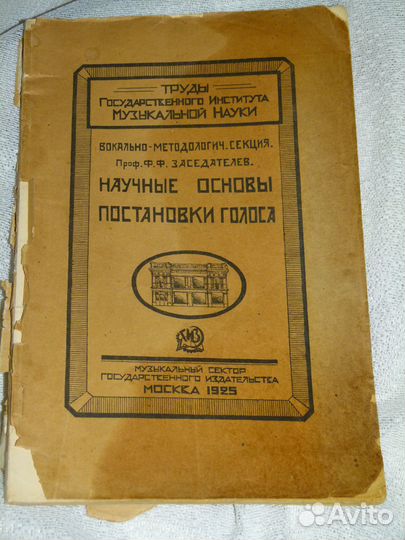 ТРУДЫ
ГОСУДАРСТВЕННОГО ИНСТИТУТА
МУЗЫКАЛЬНОЙ НАУКИ
ВОКАЛЬНО-МЕТОДОЛОГИЧ. СЕКЦИЯ.
ПРОФ. Ф.Ф. ЗАСЕДАТЕЛЕВ.
НАУЧНЫЕ ОСНОВЫ
ПОСТАНОВКИ ГОЛОСА
МУЗЫКАЛЬНЫЙ СЕКТОР
ГОСУДАРСТВЕННОГО ИЗДАТЕЛЬСТВА
МОСКВА 1925
Avito